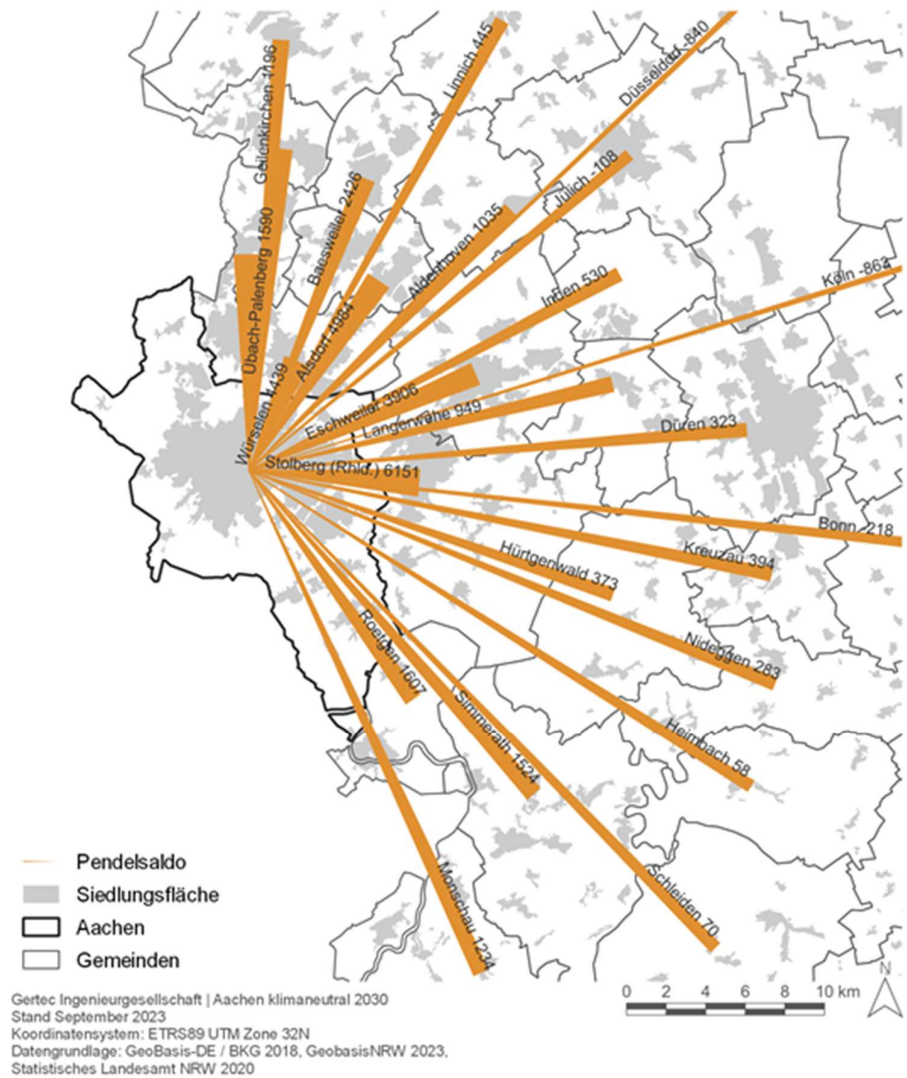 Geilenkirchen 1196
Linnich 445
Düsseldorf -840
Übach-Palenberg 1590
Baesweiler 2426
Jülich -108
Aldenhoven 1035
Alsdorf 4984
Inden 530
Köln -862
Würselen 4439
Eschweiler 3906
Langerwehe 949
Düren 323
Stolberg (Rhld.) 6151
Bonn -218
Kreuzau 394
Hürtgenwald 373
Nideggen 283
Roetgen 1607
Simmerath 1524
Heimbach 58
Monschau 1234
Schleiden 70
Pendelsaldo
Siedlungsfläche
Aachen
Gemeinden
N
0 2 4 6 8 10 km
Gertec Ingenieurgesellschaft | Aachen klimaneutral 2030
Stand September 2023
Koordinatensystem: ETRS89 UTM Zone 32N
Datengrundlage: GeoBasis-DE / BKG 2018, GeobasisNRW 2023,
Statistisches Landesamt NRW 2020